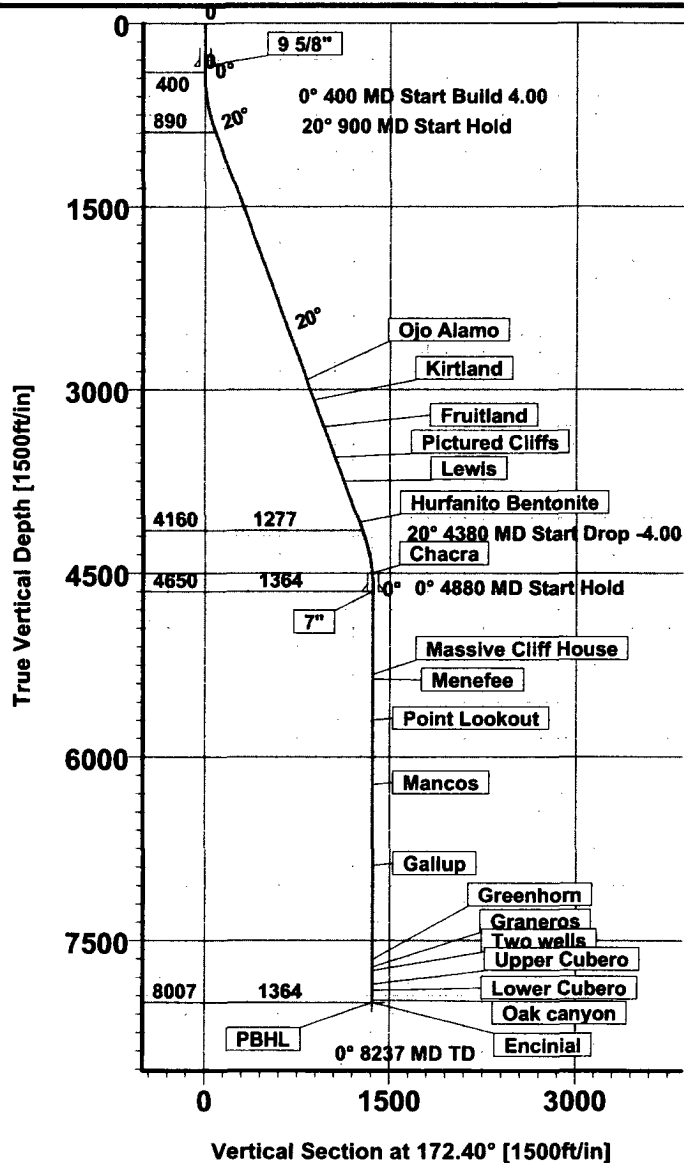 0
0
9 5/8"
0
0°
400
0° 400 MD Start Build 4.00
890
20°
20° 900 MD Start Hold
1500
20°
Ojo Alamo
Kirtland
3000
Fruitland
Pictured Cliffs
Lewis
Hurfanito Bentonite
4160 1277
20° 4380 MD Start Drop -4.00
Chacra
4500
4650 1364
0° 0° 4880 MD Start Hold
7"
Massive Cliff House
Menefee
Point Lookout
6000
Mancos
Gallup
Greenhorn
Graneros
7500
Two wells
Upper Cubero
8007 1364
Lower Cubero
Oak canyon
PBHL
Encinial
0° 8237 MD TD
0 1500 3000
True Vertical Depth [1500ft/in]
Vertical Section at 172.40° [1500ft/in]